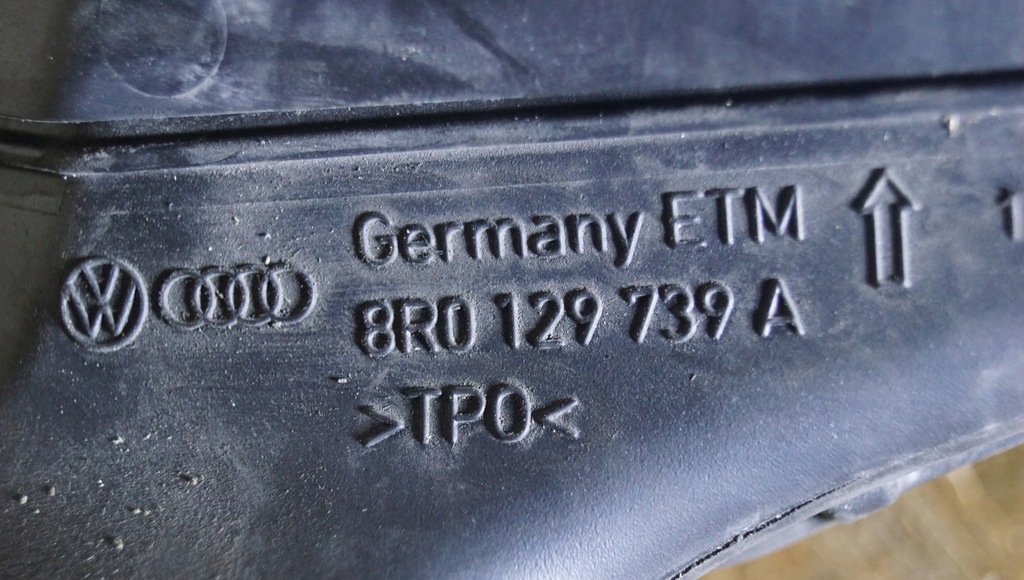 Germany ETM
8R0 129 739 A
>TPO<